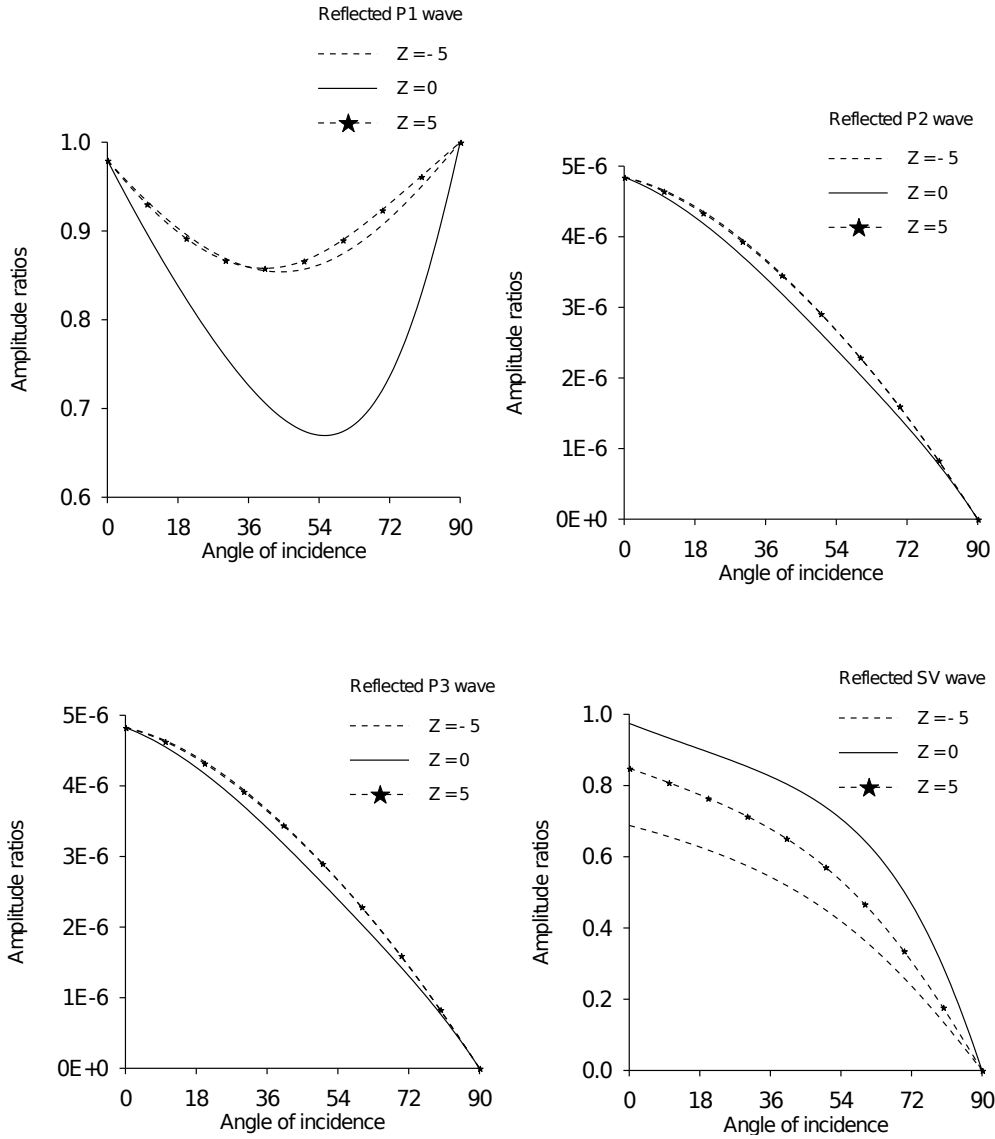 Reflected P1 wave
Z = - 5
Z = 0
Z = 5
1.0
0.9
0.8
0.7
0.6
0 18 36 54 72 90
Angle of incidence
Amplitude ratios
Reflected P2 wave
Z = - 5
Z = 0
Z = 5
5E-6
4E-6
3E-6
2E-6
1E-6
0E+0
0 18 36 54 72 90
Angle of incidence
Amplitude ratios
Reflected P3 wave
Z = - 5
Z = 0
Z = 5
5E-6
4E-6
3E-6
2E-6
1E-6
0E+0
0 18 36 54 72 90
Angle of incidence
Amplitude ratios
Reflected SV wave
Z = - 5
Z = 0
Z = 5
1.0
0.8
0.6
0.4
0.2
0.0
0 18 36 54 72 90
Angle of incidence
Amplitude ratios